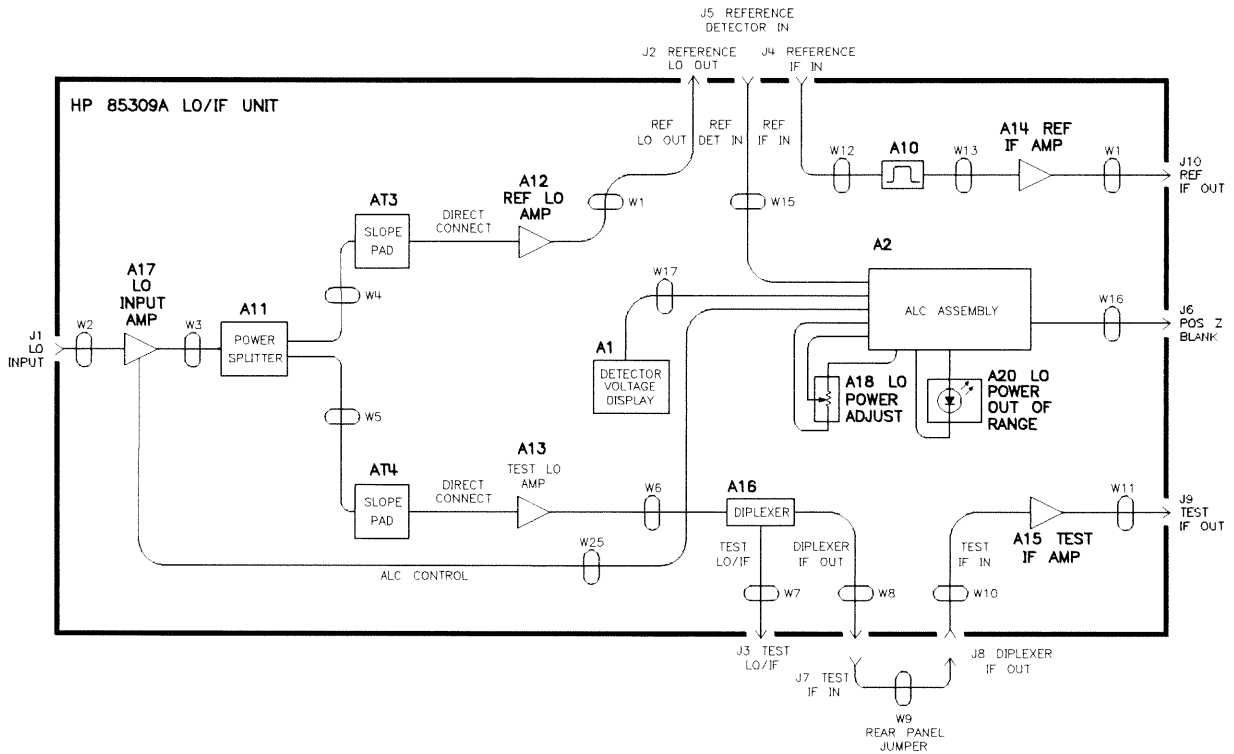 J5 REFERENCE
DETECTOR IN
J2 REFERENCE
LO OUT
J4 REFERENCE
IF IN
HP 85309A LO/IF UNIT
REF
LO OUT
REF
DET IN
REF
IF IN
W12
A10
W13
A14 REF
IF AMP
W1
J10
REF
IF OUT
A12
REF LO
AMP
W1
W15
AT3
SLOPE
PAD
DIRECT
CONNECT
A2
ALC ASSEMBLY
W17
W16
J6
POS Z
BLANK
A17
LO
INPUT
AMP
W4
A11
POWER
SPLITTER
J1
LO
INPUT
W2
W3
A1
DETECTOR
VOLTAGE
DISPLAY
A18 LO
POWER
ADJUST
A20 LO
POWER
OUT OF
RANGE
W5
AT4
SLOPE
PAD
DIRECT
CONNECT
A13
TEST LO
AMP
W6
A16
DIPLEXER
W11
J9
TEST
IF OUT
A15 TEST
IF AMP
W25
ALC CONTROL
TEST
LO/IF
DIPLEXER
IF OUT
TEST
IF IN
W7
W8
W10
J3 TEST
LO/IF
J7 TEST
IF IN
J8 DIPLEXER
IF OUT
W9
REAR PANEL
JUMPER